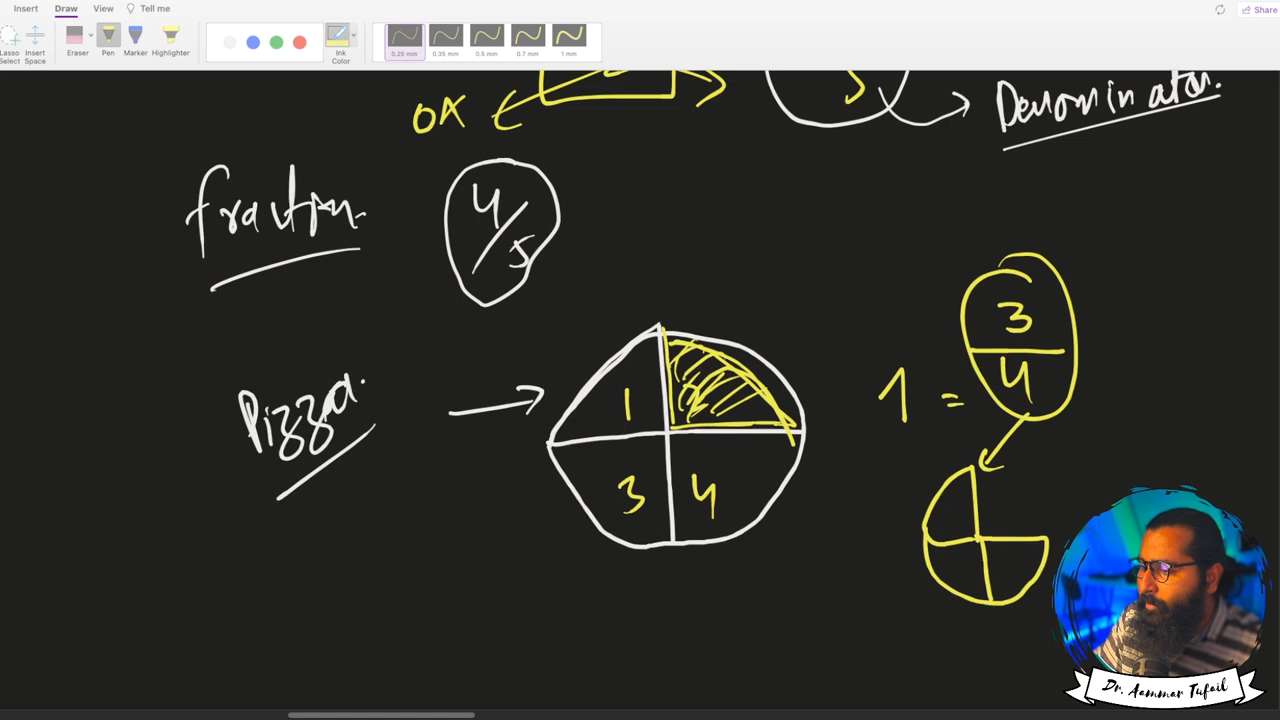 Insert Draw View Tell me
Share
Lasso Select
Insert Space
Eraser
Pen
Marker
Highlighter
Ink Color
0.25 mm
0.35 mm
0.5 mm
0.7 mm
1 mm
Denominator.
fraction.
4/5
3
4
1 =
Pizza.
1
3 4
Dr. Aammar Tufail